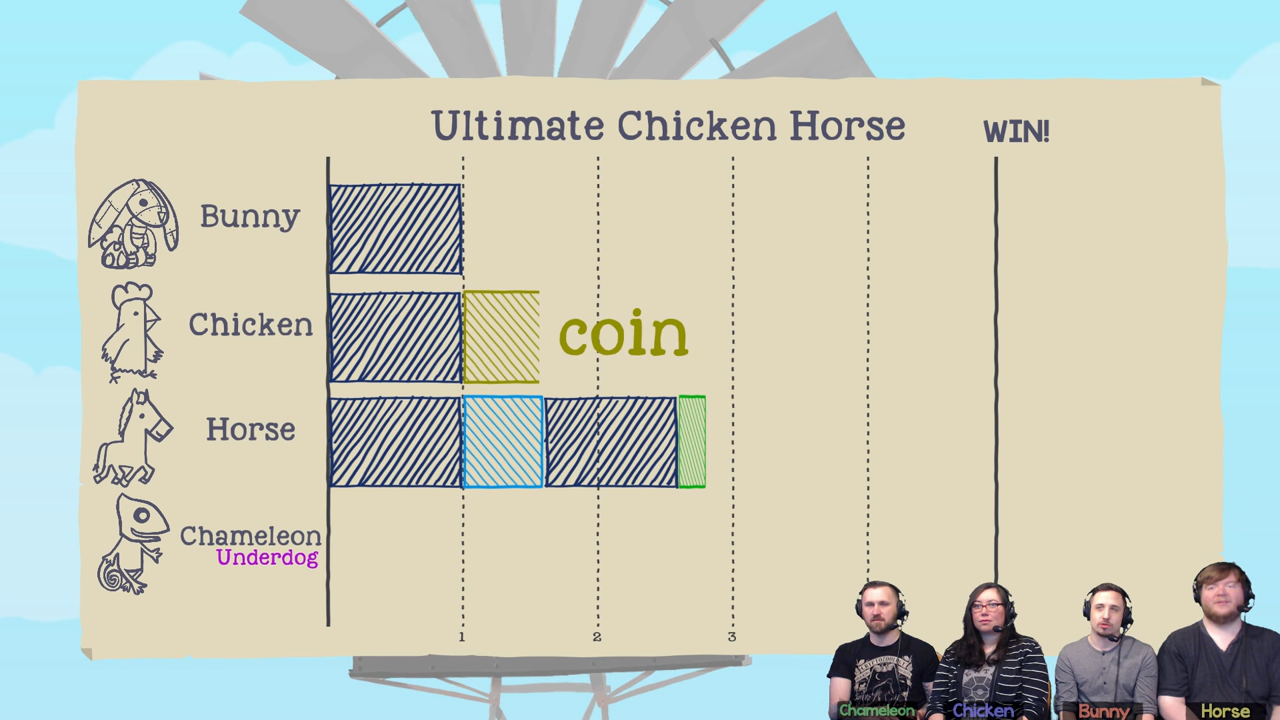 Ultimate Chicken Horse
WIN!
Bunny
Chicken
coin
Horse
Chameleon
Underdog
1
2
3
Chameleon
Chicken
Bunny
Horse